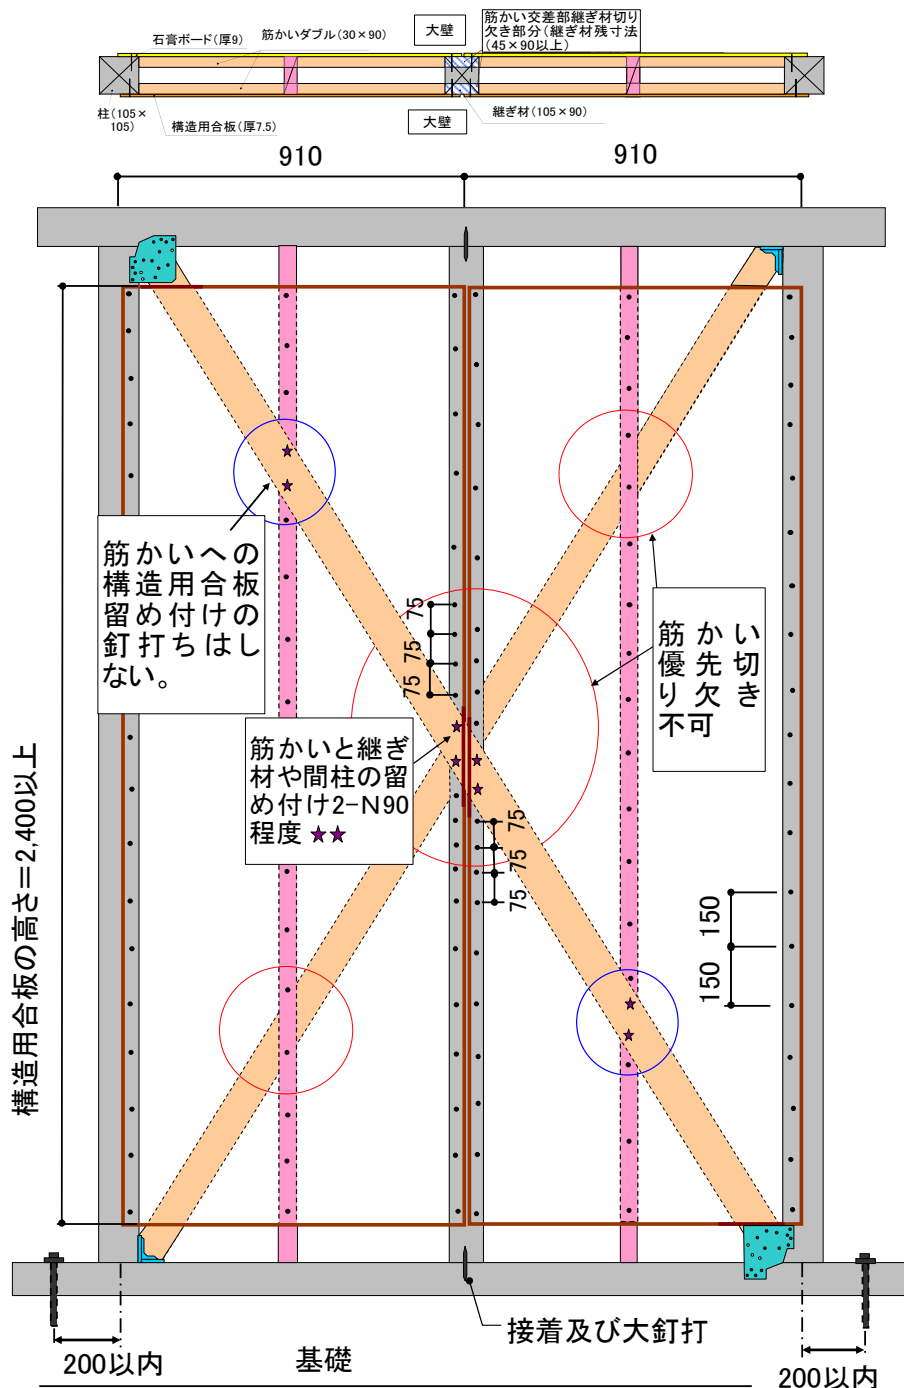 石膏ボード(厚9)
筋かいダブル(30×90)
大壁
筋かい交差部継ぎ材切り
欠き部分(継ぎ材残寸法
(45×90以上)
柱(105×
105)
構造用合板(厚7.5)
大壁
継ぎ材(105×90)
910
910
筋かいへの
構造用合板
留め付けの
釘打ちはし
ない。
75
75
75
筋かい
優先切り欠き
不可
筋かいと継ぎ
材や間柱の留
め付け2-N90
程度 ★★
75
75
75
150
150
構造用合板の高さ=2,400以上
接着及び大釘打
200以内
基礎
200以内